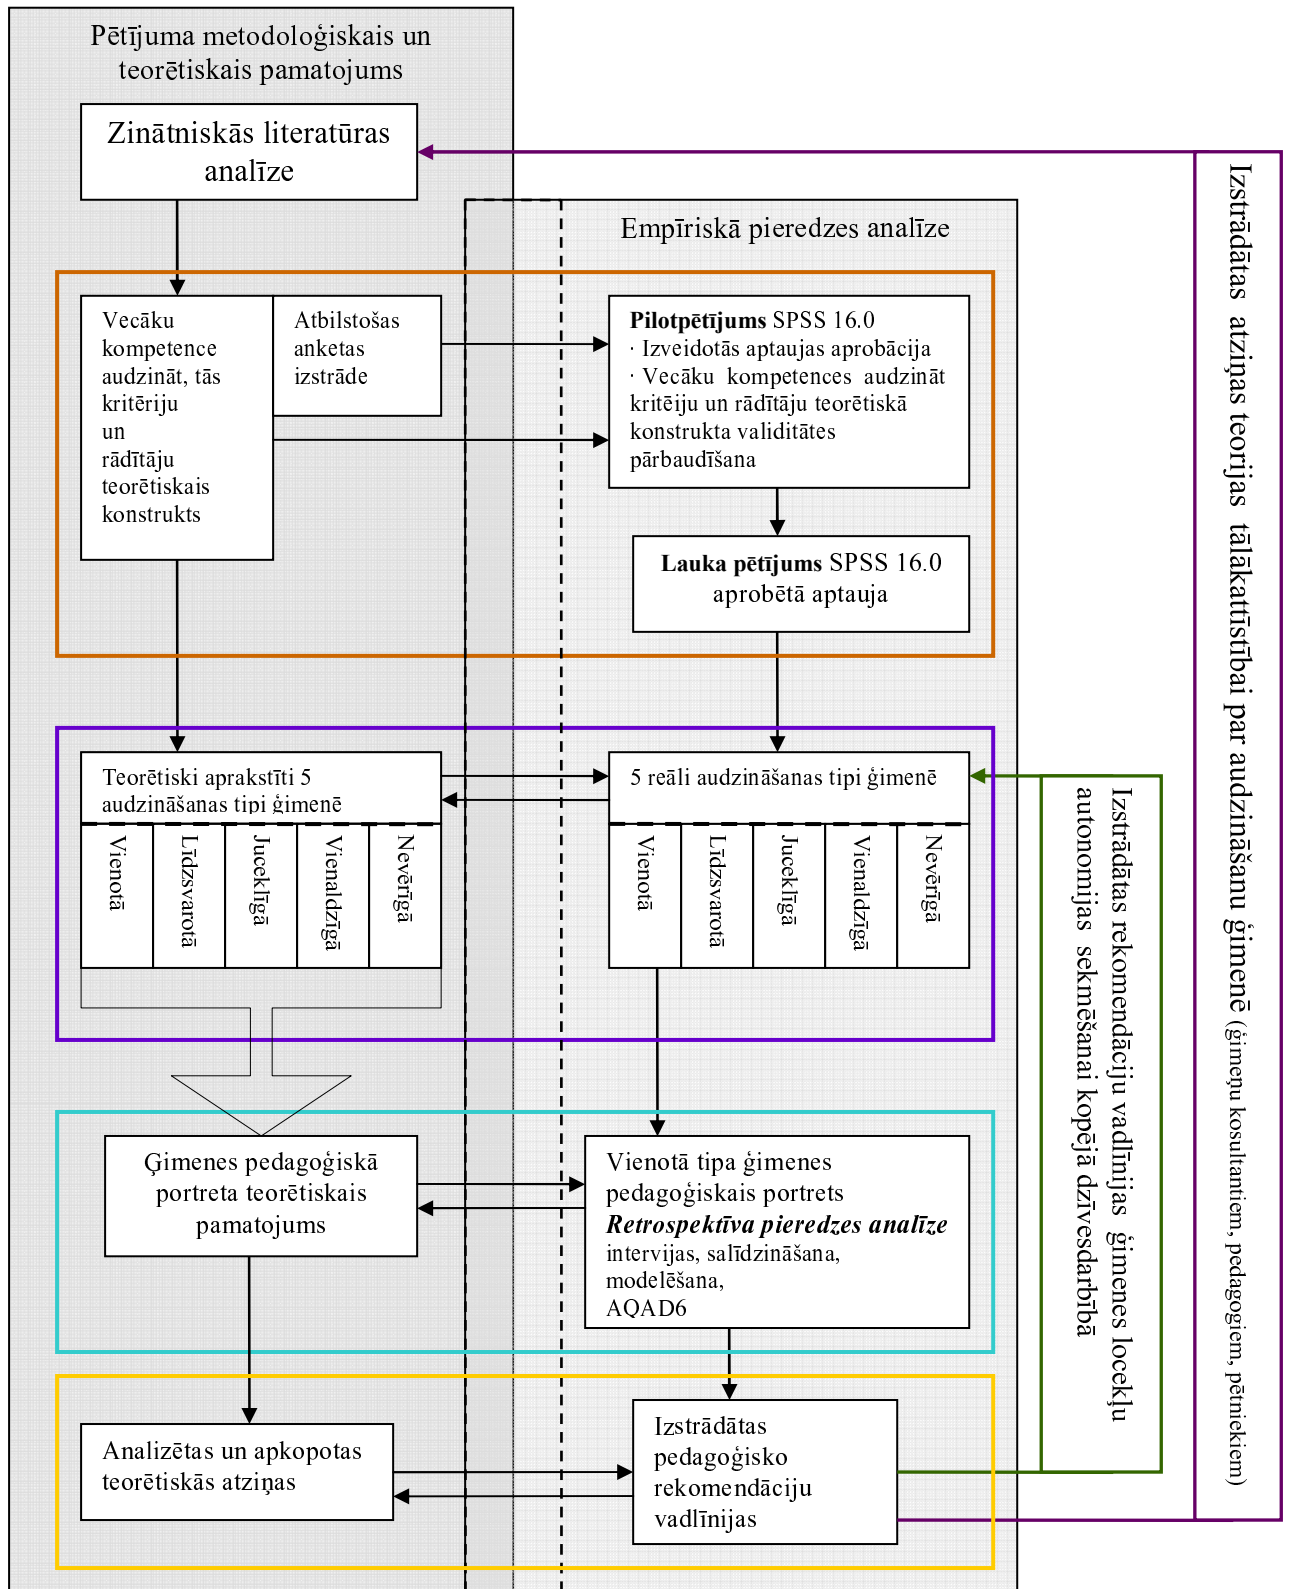 Pētījuma metodoloģiskais un
teorētiskais pamatojums
Zinātniskās literatūras
analīze
Empīriskā pieredzes analīze
Vecāku
kompetence
audzināt, tās
kritēriju
un
rādītāju
teorētiskais
konstrukts
Atbilstošas
anketas
izstrāde
Pilotpētījums SPSS 16.0
· Izveidotās aptaujas aprobācija
· Vecāku kompetences audzināt
kritēiju un rādītāju teorētiskā
konstrukta validitātes
pārbaudīšana
Lauka pētījums SPSS 16.0
aprobētā aptauja
Teorētiski aprakstīti 5
audzināšanas tipi ģimenē
Vienotā
Līdzsvarotā
Juceklīgā
Vienaldzīgā
Nevērīgā
5 reāli audzināšanas tipi ģimenē
Vienotā
Līdzsvarotā
Juceklīgā
Vienaldzīgā
Nevērīgā
Ģimenes pedagoģiskā
portreta teorētiskais
pamatojums
Vienotā tipa ģimenes
pedagoģiskais portrets
Retrospektīva pieredzes analīze
intervijas, salīdzināšana,
modelēšana,
AQAD6
Analizētas un apkopotas
teorētiskās atziņas
Izstrādātas
pedagoģisko
rekomendāciju
vadlīnijas
Izstrādātas rekomendāciju vadlīnijas ģimenes locekļu
autonomijas sekmēšanai kopējā dzīvesdarbībā
Izstrādātas atziņas teorijas tālākattīstībai par audzināšanu ģimenē (ģimeņu kosultantiem, pedagogiem, pētniekiem)